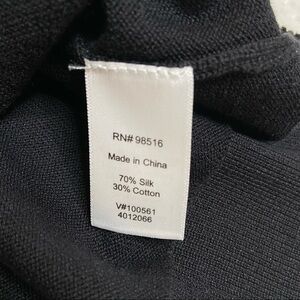 RN# 98516
Made in China
70% Silk
30% Cotton
V#100561
4012066